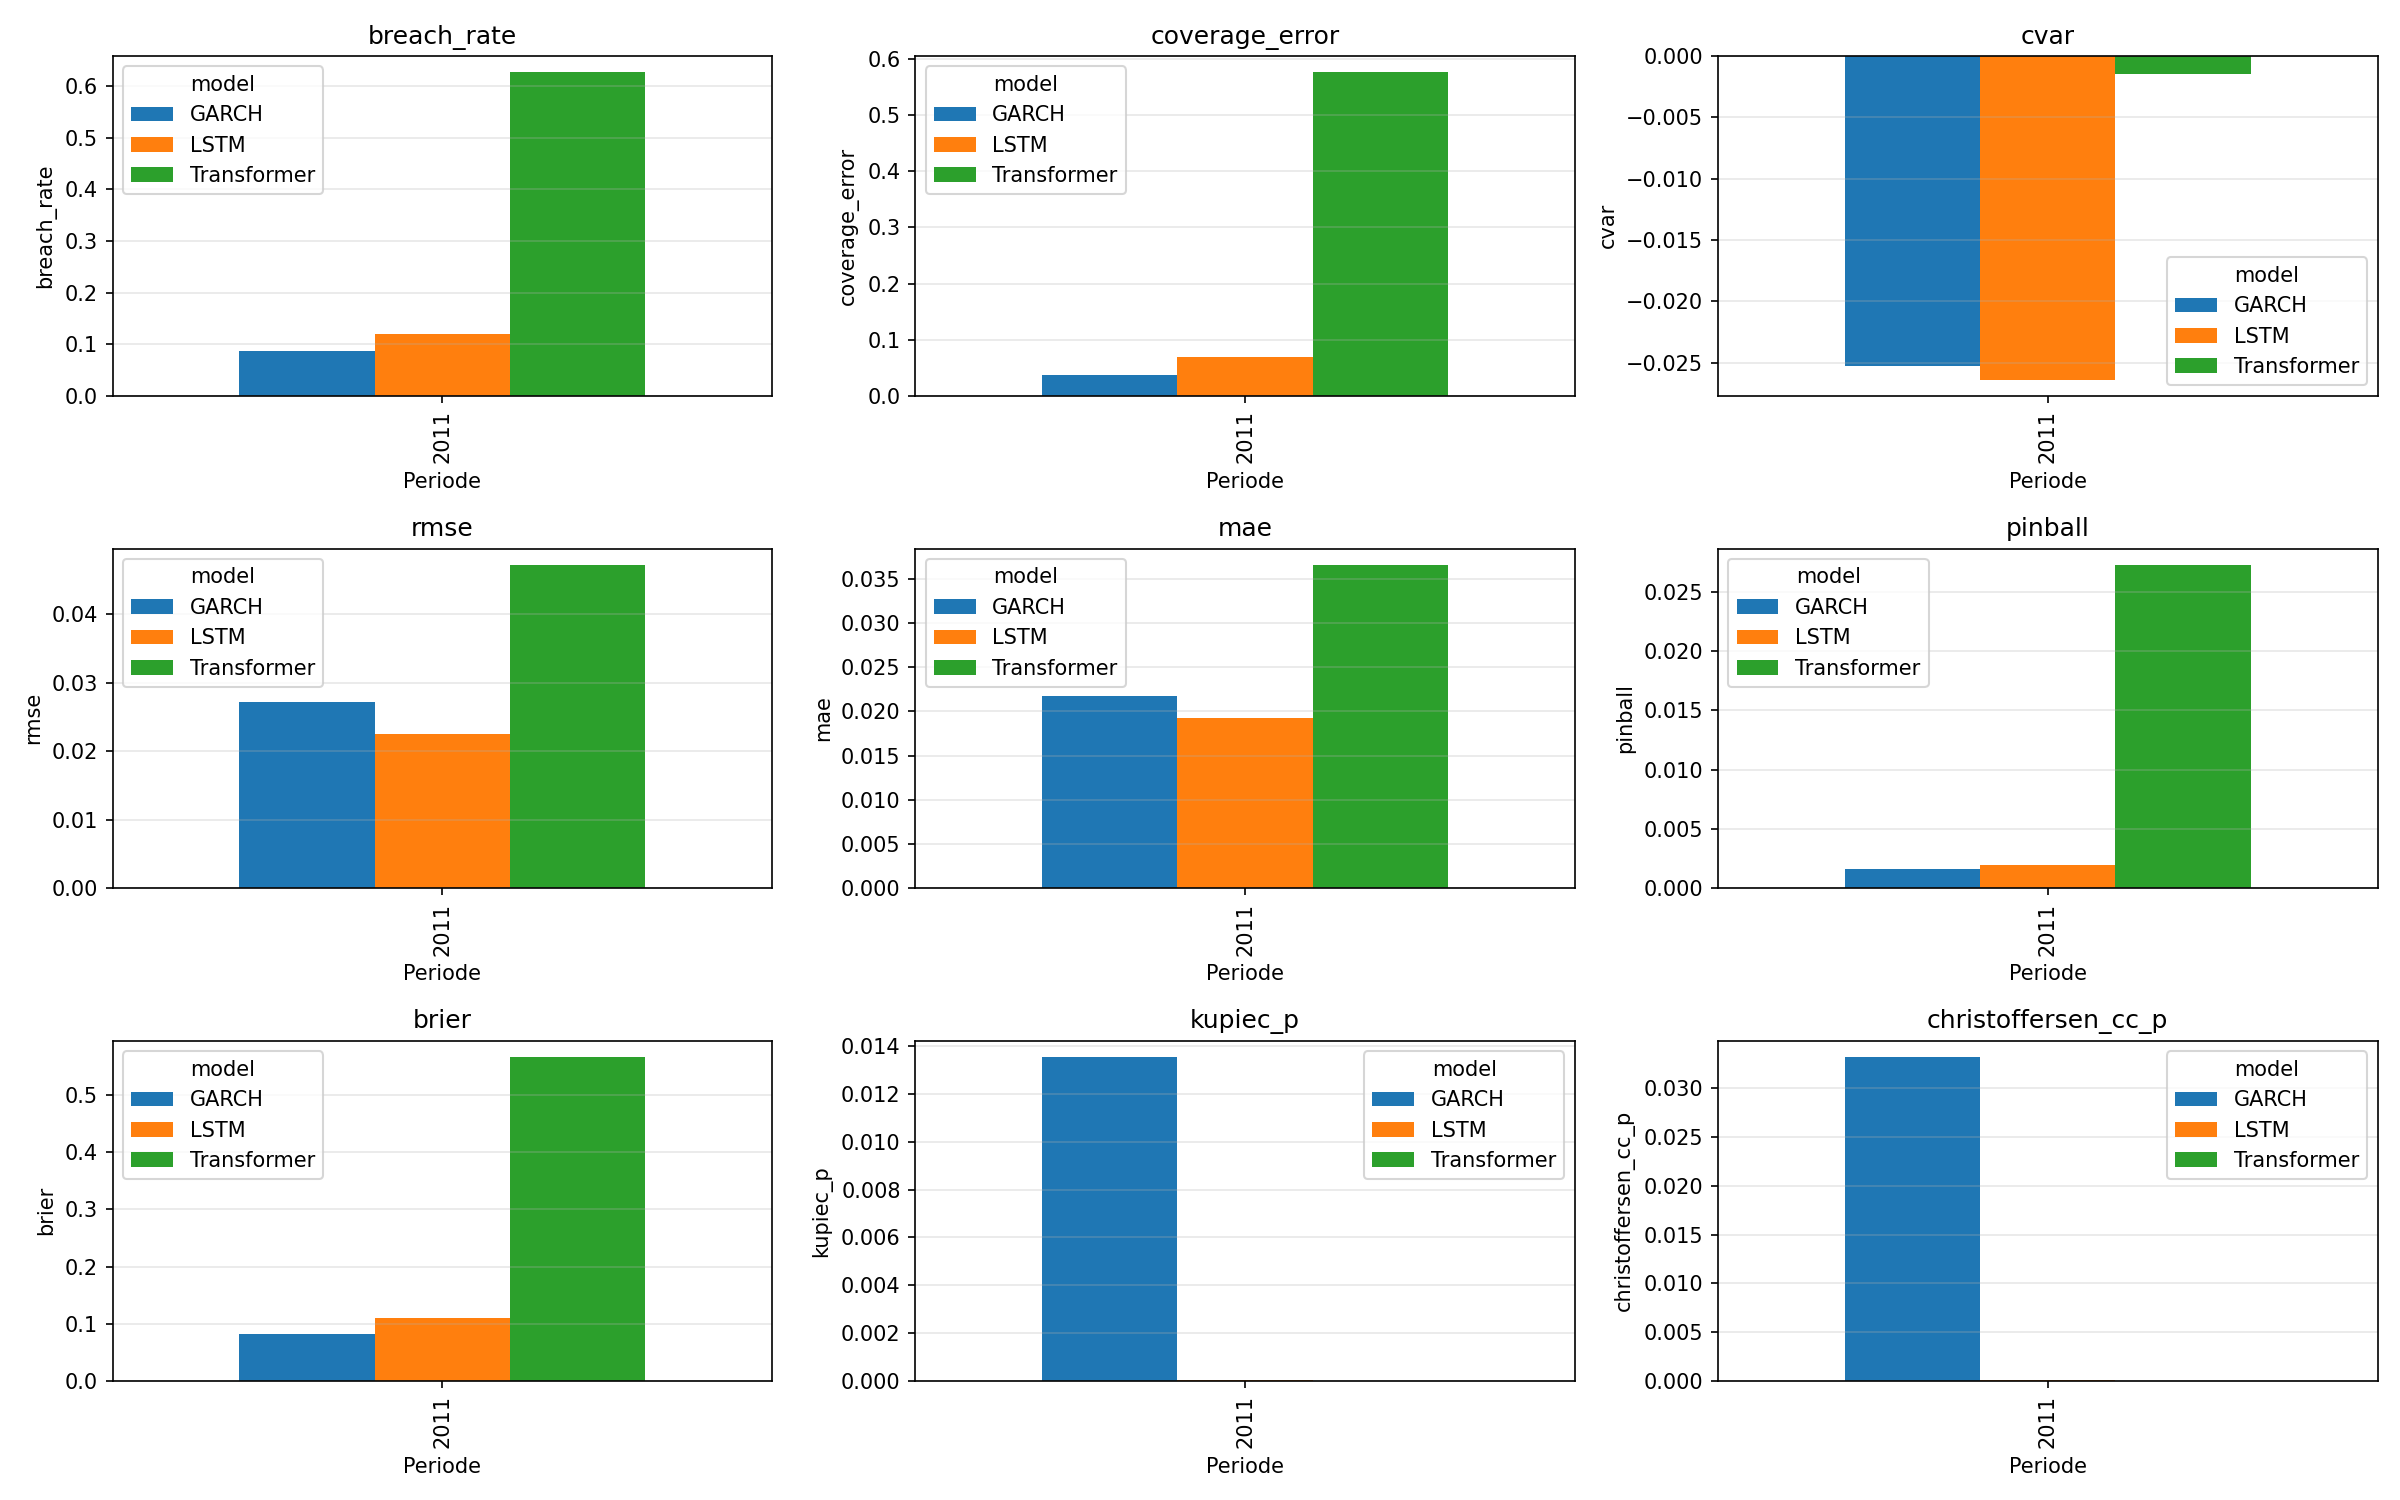 breach_rate
breach_rate
0.6
0.5
0.4
0.3
0.2
0.1
0.0
model
GARCH
LSTM
Transformer
2011
Periode
coverage_error
coverage_error
0.6
0.5
0.4
0.3
0.2
0.1
0.0
model
GARCH
LSTM
Transformer
2011
Periode
cvar
cvar
0.000
−0.005
−0.010
−0.015
−0.020
−0.025
model
GARCH
LSTM
Transformer
2011
Periode
rmse
rmse
0.04
0.03
0.02
0.01
0.00
model
GARCH
LSTM
Transformer
2011
Periode
mae
mae
0.035
0.030
0.025
0.020
0.015
0.010
0.005
0.000
model
GARCH
LSTM
Transformer
2011
Periode
pinball
pinball
0.025
0.020
0.015
0.010
0.005
0.000
model
GARCH
LSTM
Transformer
2011
Periode
brier
brier
0.5
0.4
0.3
0.2
0.1
0.0
model
GARCH
LSTM
Transformer
2011
Periode
kupiec_p
kupiec_p
0.014
0.012
0.010
0.008
0.006
0.004
0.002
0.000
model
GARCH
LSTM
Transformer
2011
Periode
christoffersen_cc_p
christoffersen_cc_p
0.030
0.025
0.020
0.015
0.010
0.005
0.000
model
GARCH
LSTM
Transformer
2011
Periode